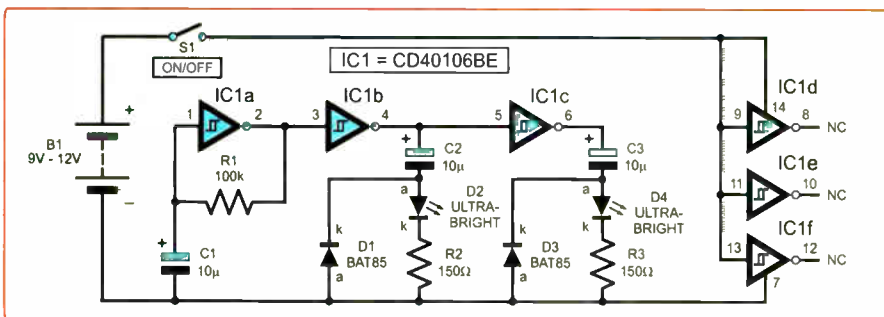 S1
ON/OFF
IC1 = CD40106BE
IC1a
IC1b
IC1c
IC1d
1
2
3
4
5
6
9
14
8
NC
+
B1
9V - 12V
−
R1
100k
+
C2
10µ
+
C3
10µ
IC1e
11
10
NC
a
D2
ULTRA-
BRIGHT
k
a
D4
ULTRA-
BRIGHT
k
+
C1
10µ
k
D1
BAT85
a
R2
150Ω
k
D3
BAT85
a
R3
150Ω
IC1f
13
12
NC
7